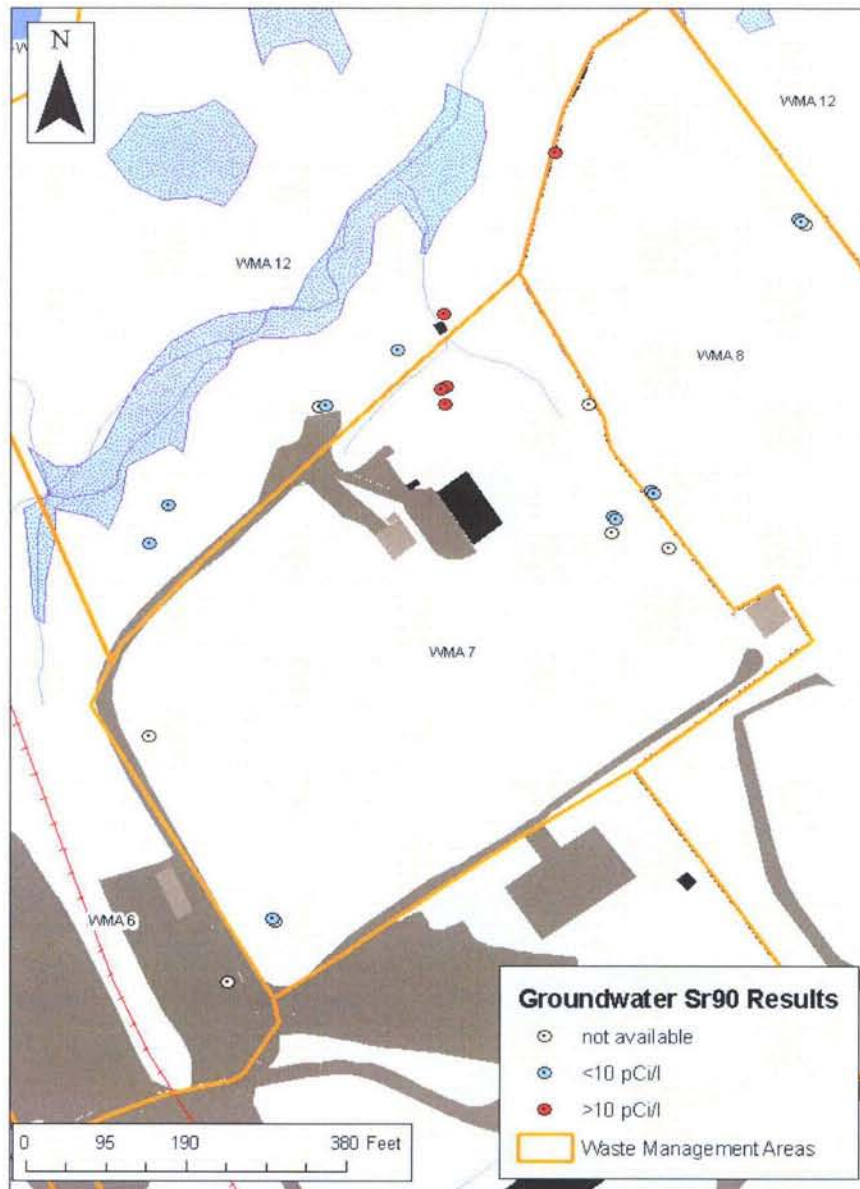 N
W
WMA 12
WMA 12
WMA 8
WMA 7
WMA 6
Groundwater Sr90 Results
not available
<10 pCi/l
>10 pCi/l
Waste Management Areas
0 95 190 380 Feet